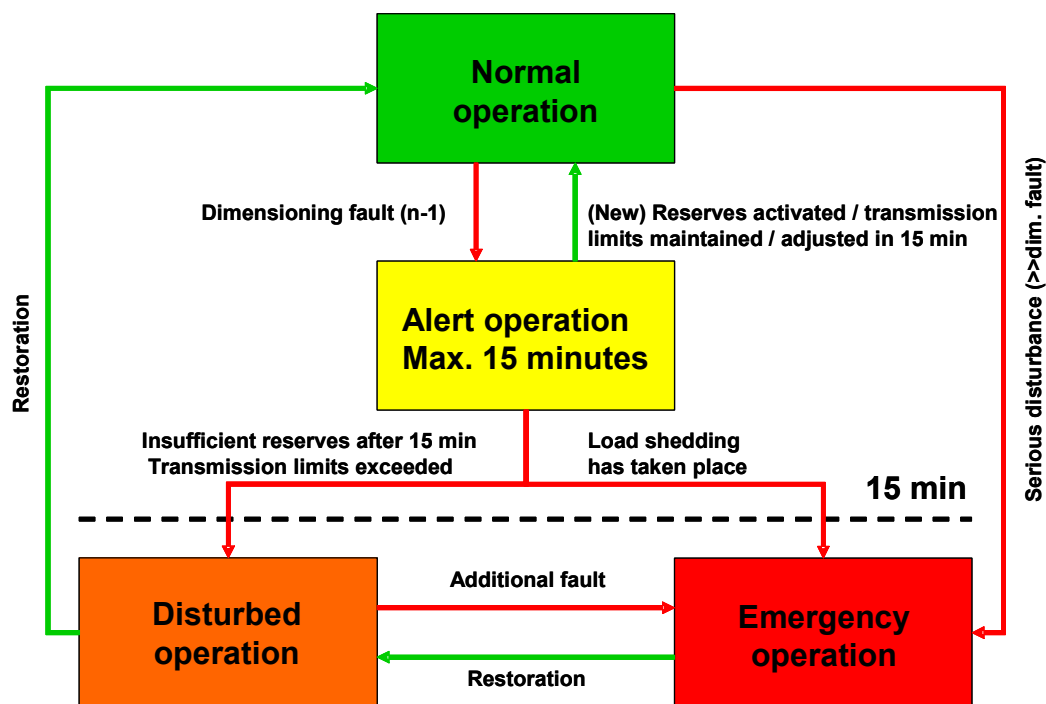 Normal
operation
Dimensioning fault (n-1)
(New) Reserves activated / transmission
limits maintained / adjusted in 15 min
Alert operation
Max. 15 minutes
Restoration
Serious disturbance (>>dim. fault)
Insufficient reserves after 15 min
Transmission limits exceeded
Load shedding
has taken place
15 min
Disturbed
operation
Additional fault
Restoration
Emergency
operation